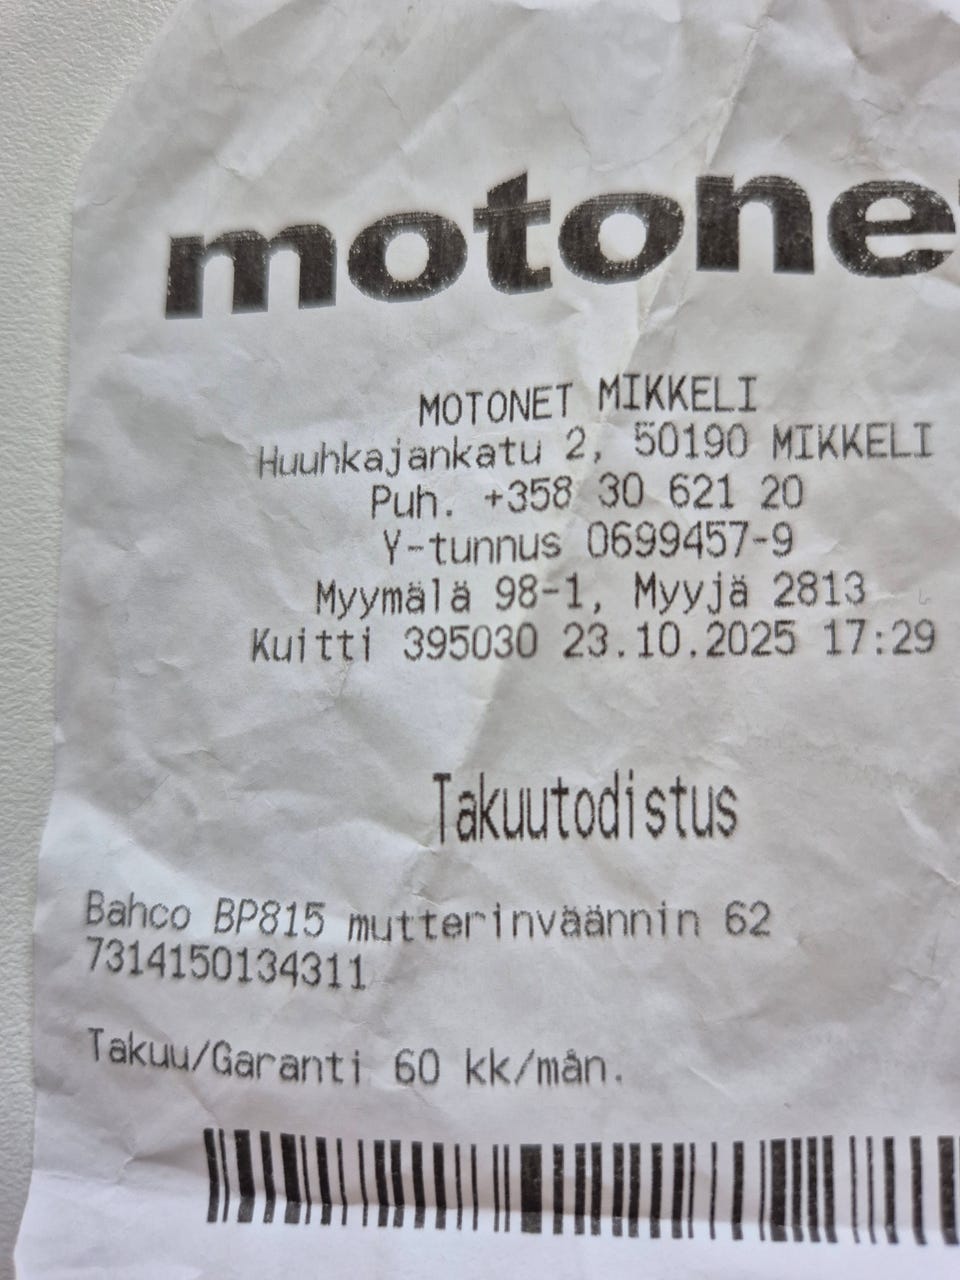 motonet
MOTONET MIKKELI
Huuhkajankatu 2, 50190 MIKKELI
Puh. +358 30 621 20
Y-tunnus 0699457-9
Myymälä 98-1, Myyjä 2813
Kuitti 395030 23.10.2025 17:29
Takuutodistus
Bahco BP815 mutterinväännin 62
7314150134311
Takuu/Garanti 60 kk/mån.